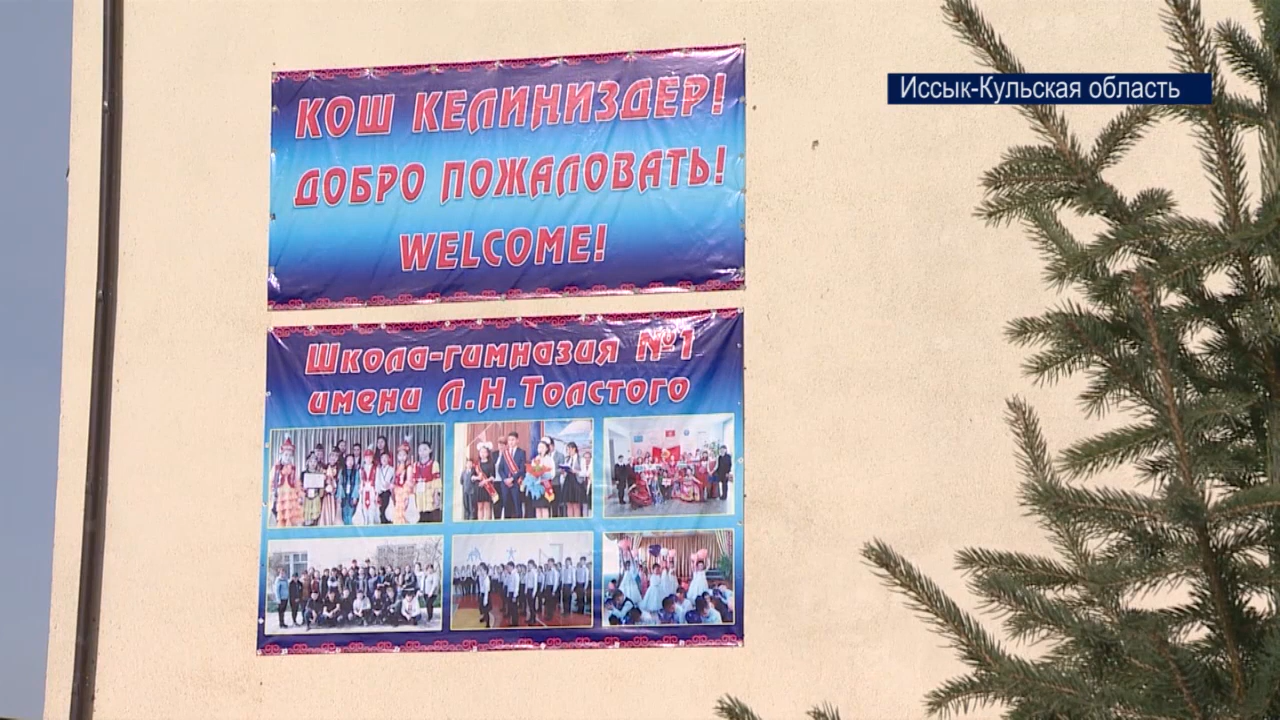 Иссык-Кульская область
КОШ КЕЛИҢИЗДЕР!
ДОБРО ПОЖАЛОВАТЬ!
WELCOME!
Школа-гимназия №1
имени Л.Н.Толстого